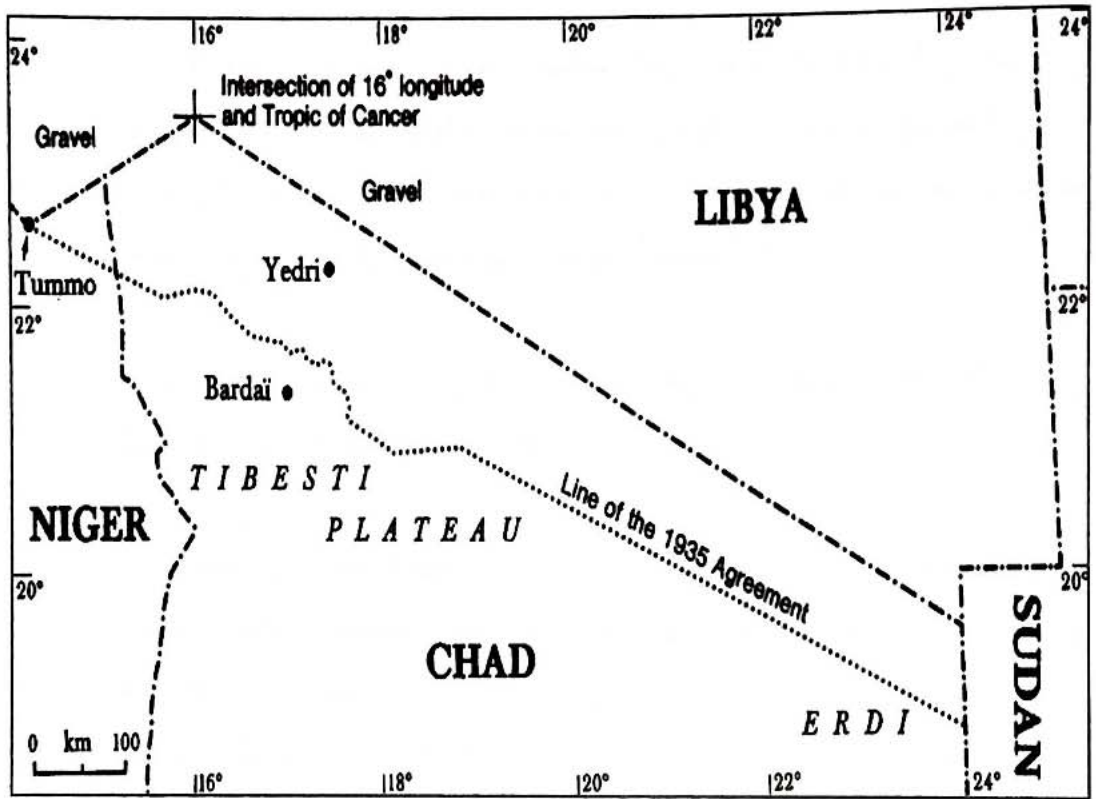 16°
18°
20°
22°
24°
24°
24°
Intersection of 16° longitude
and Tropic of Cancer
Gravel
Gravel
LIBYA
Yedri
Tummo
22°
22°
Bardaï
TIBESTI
PLATEAU
NIGER
Line of the 1935 Agreement
20°
20°
SUDAN
CHAD
ERDI
0 km 100
16°
18°
20°
22°
24°